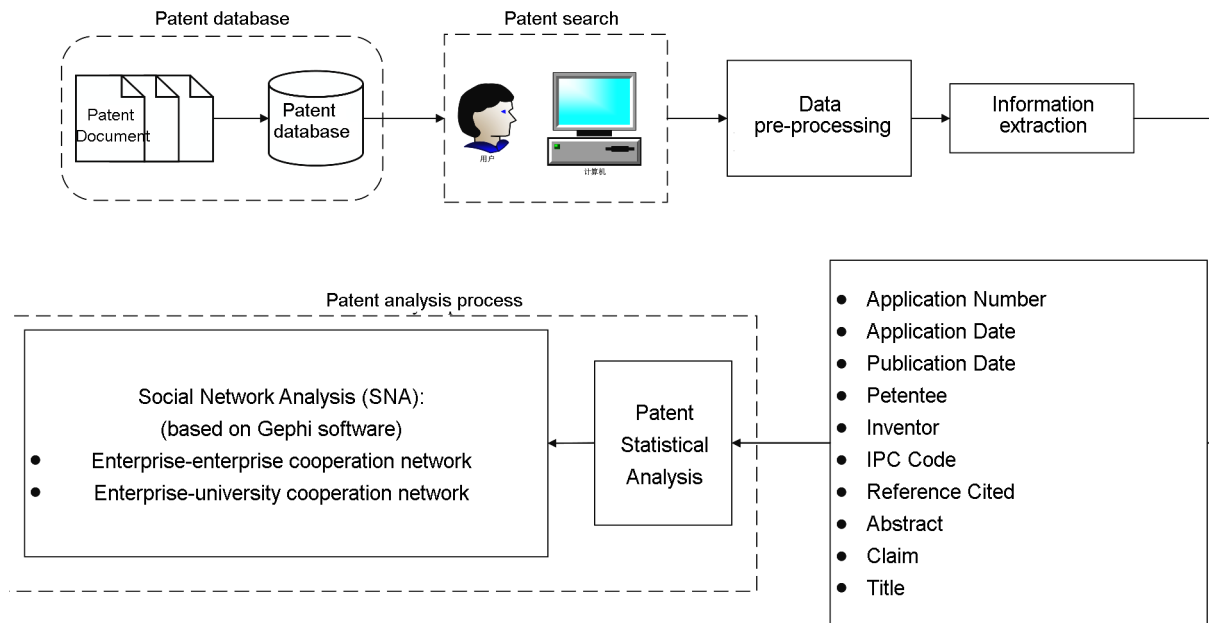 Patent database
Patent search
Patent
Document
Patent
database
用户
计算机
Data
pre-processing
Information
extraction
Patent analysis process
Social Network Analysis (SNA):
(based on Gephi software)
● Enterprise-enterprise cooperation network
● Enterprise-university cooperation network
Patent
Statistical
Analysis
● Application Number
● Application Date
● Publication Date
● Petentee
● Inventor
● IPC Code
● Reference Cited
● Abstract
● Claim
● Title